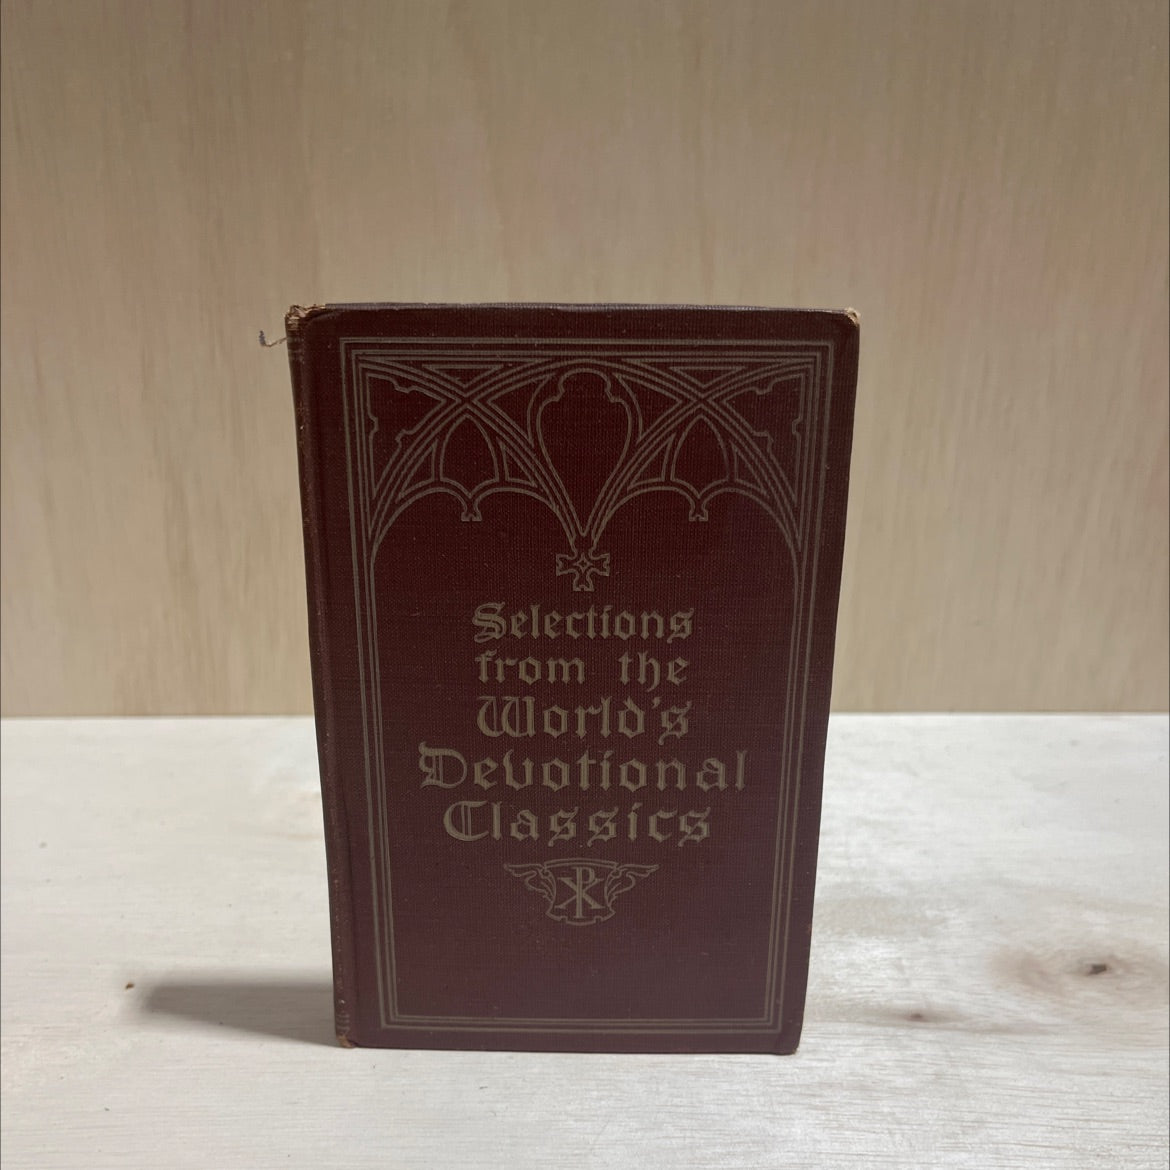 Selections
from the
World's
Devotional
Classics